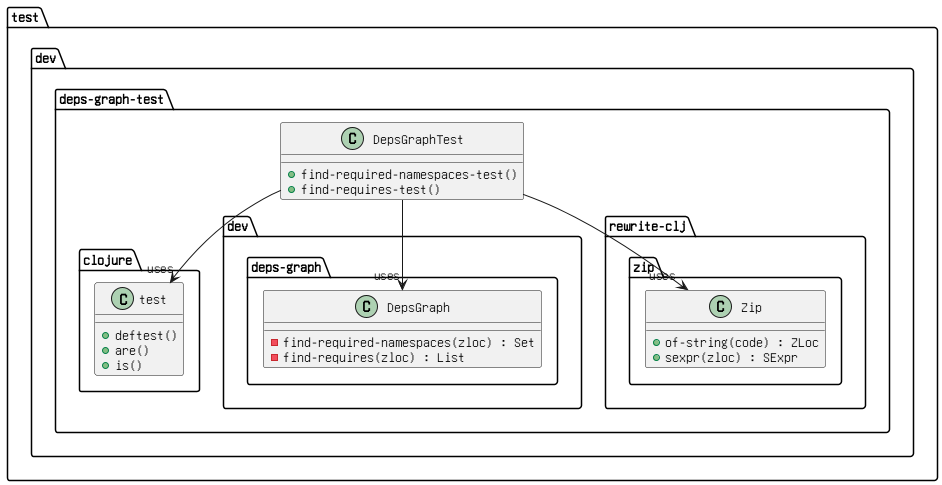 test
dev
deps-graph-test
C DepsGraphTest
find-required-namespaces-test()
find-requires-test()
dev
rewrite-clj
clojure
deps-graph
zip
uses
uses
uses
C test
deftest()
are()
is()
C DepsGraph
find-required-namespaces(zloc) : Set
find-requires(zloc) : List
C Zip
of-string(code) : ZLoc
sexpr(zloc) : SExpr